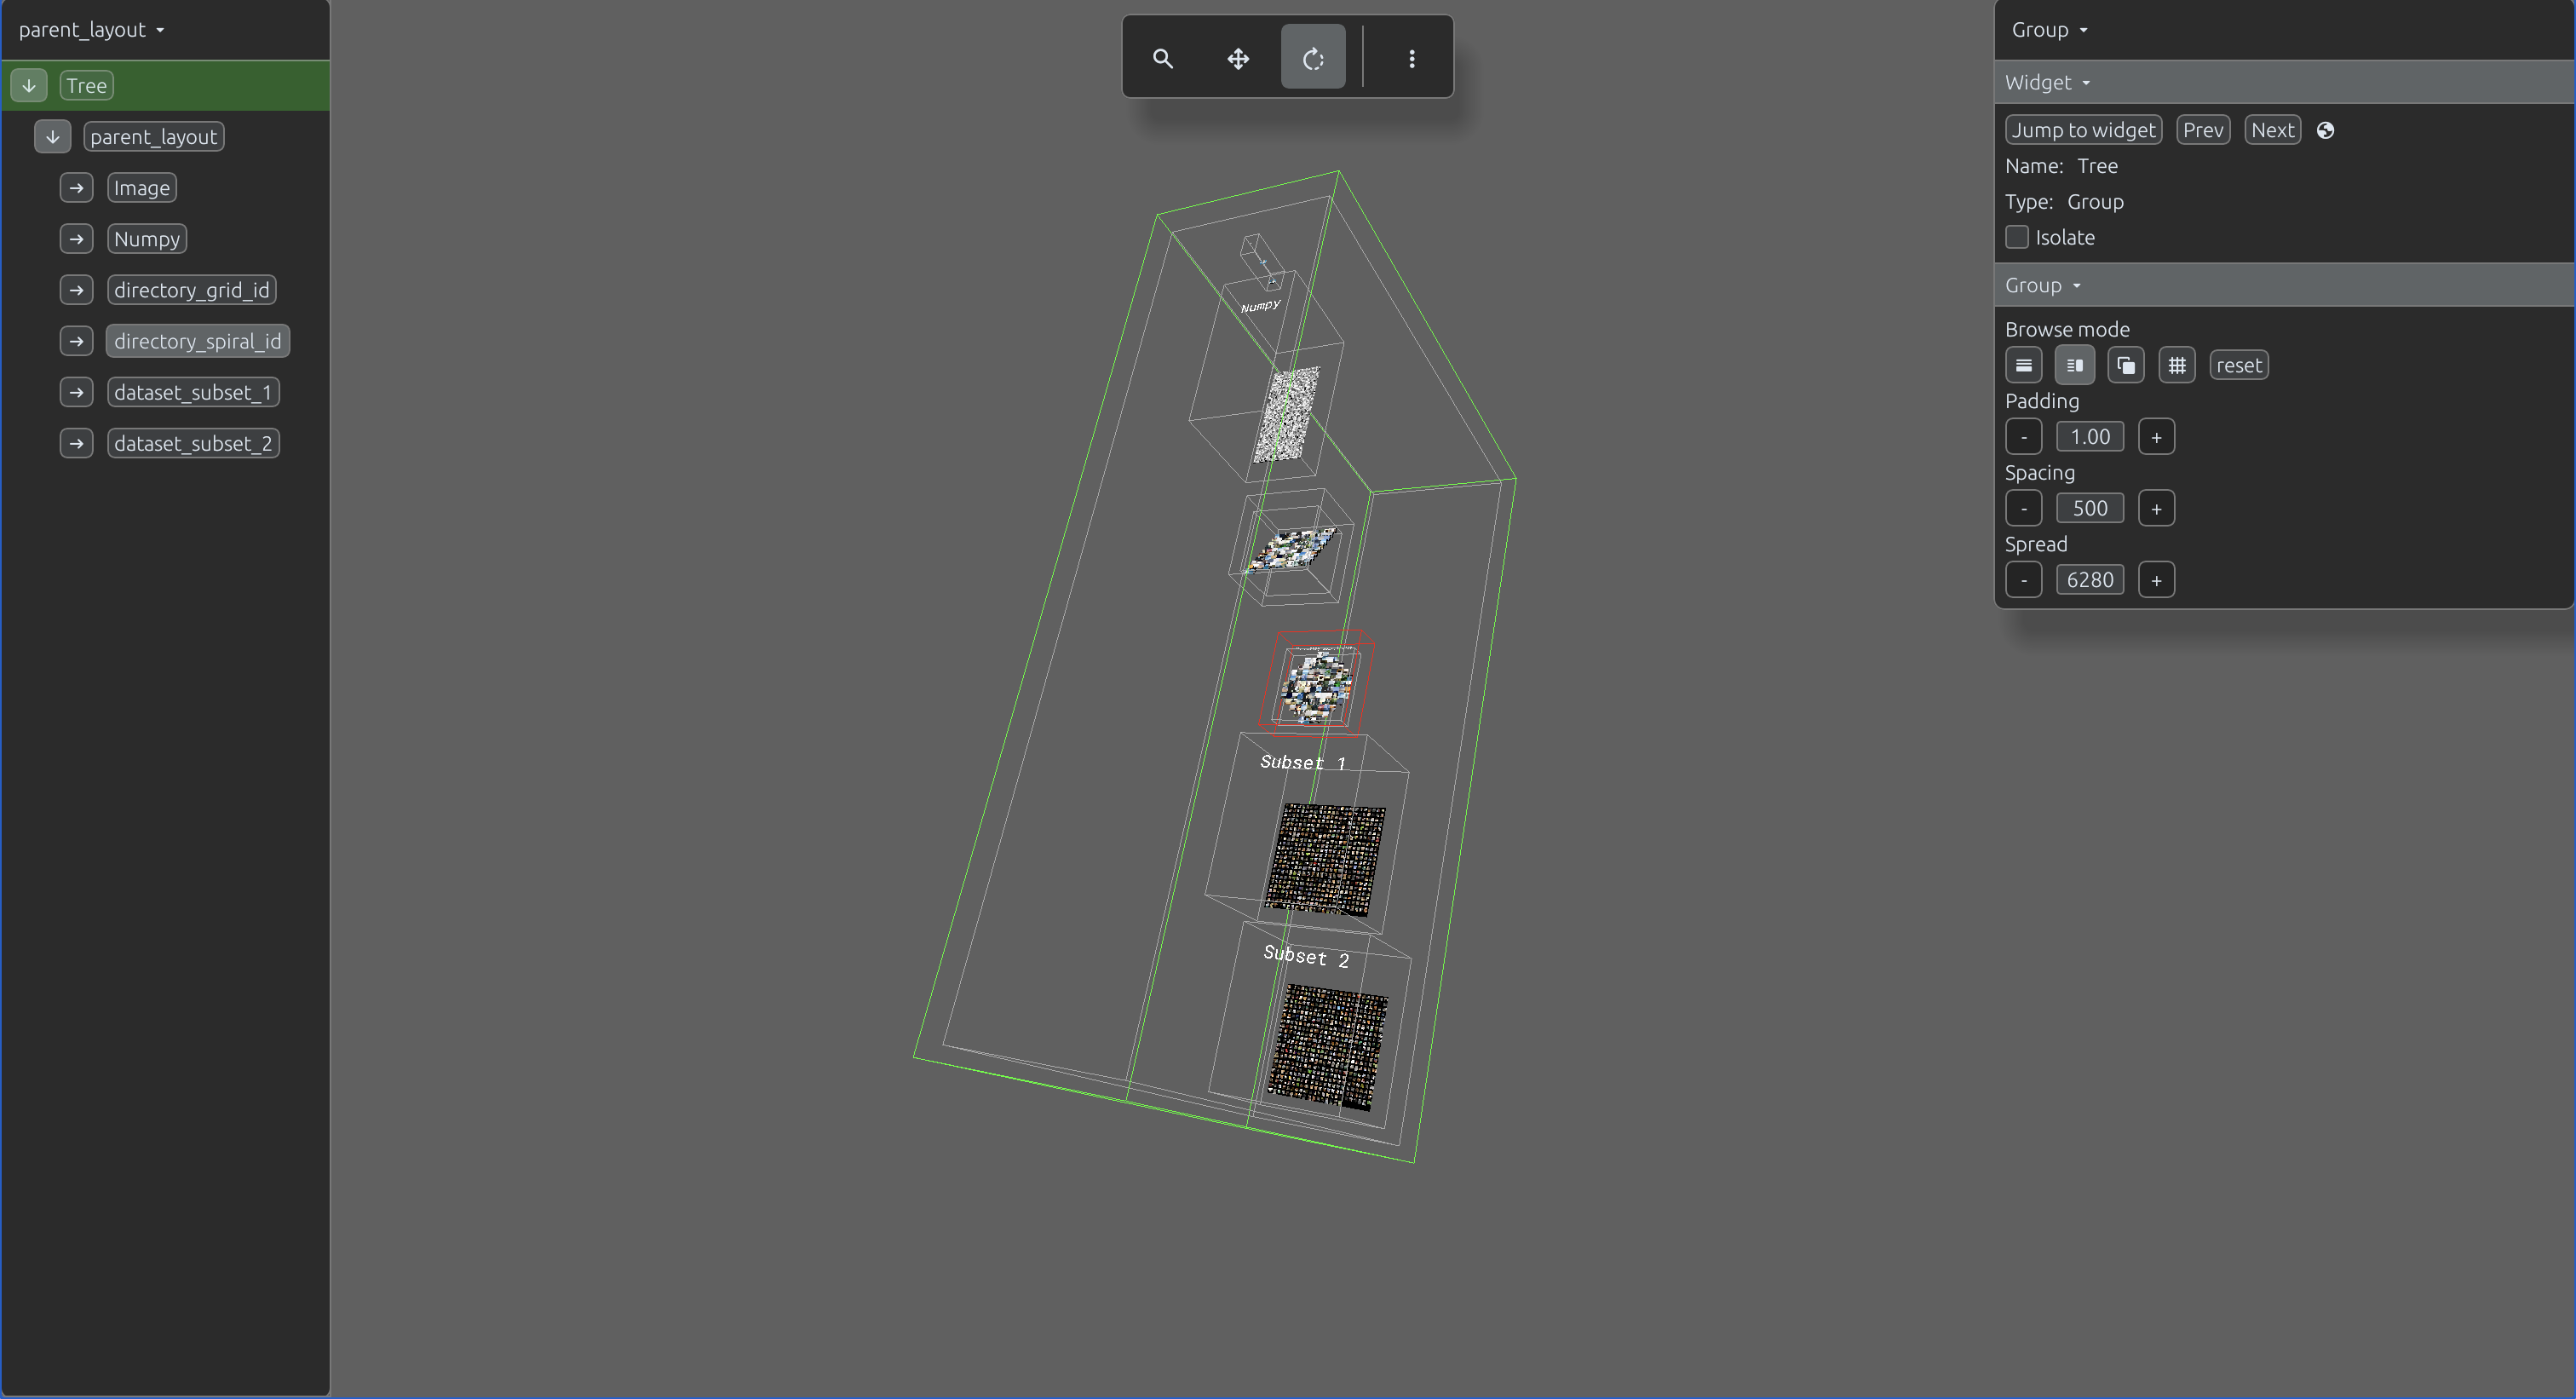 parent_layout
Tree
parent_layout
Image
Numpy
directory_grid_id
directory_spiral_id
dataset_subset_1
dataset_subset_2
Numpy
Subset 1
Subset 2
Group
Widget
Jump to widget Prev Next
Name: Tree
Type: Group
Isolate
Group
Browse mode
reset
Padding
- 1.00 +
Spacing
- 500 +
Spread
- 6280 +